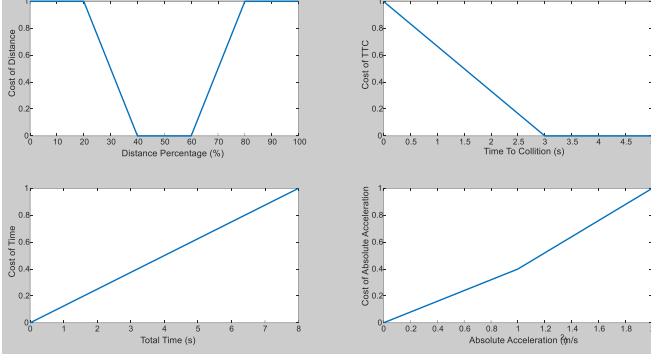 1
0.8
0.6
0.4
0.2
0
Cost of Distance
0 10 20 30 40 50 60 70 80 90 100
Distance Percentage (%)
1
0.8
0.6
0.4
0.2
0
Cost of TTC
0 0.5 1 1.5 2 2.5 3 3.5 4 4.5 5
Time To Collition (s)
1
0.8
0.6
0.4
0.2
0
Cost of Time
0 1 2 3 4 5 6 7 8
Total Time (s)
1
0.8
0.6
0.4
0.2
0
Cost of Absolute Acceleration
0 0.2 0.4 0.6 0.8 1 1.2 1.4 1.6 1.8 2
Absolute Acceleration (m/s